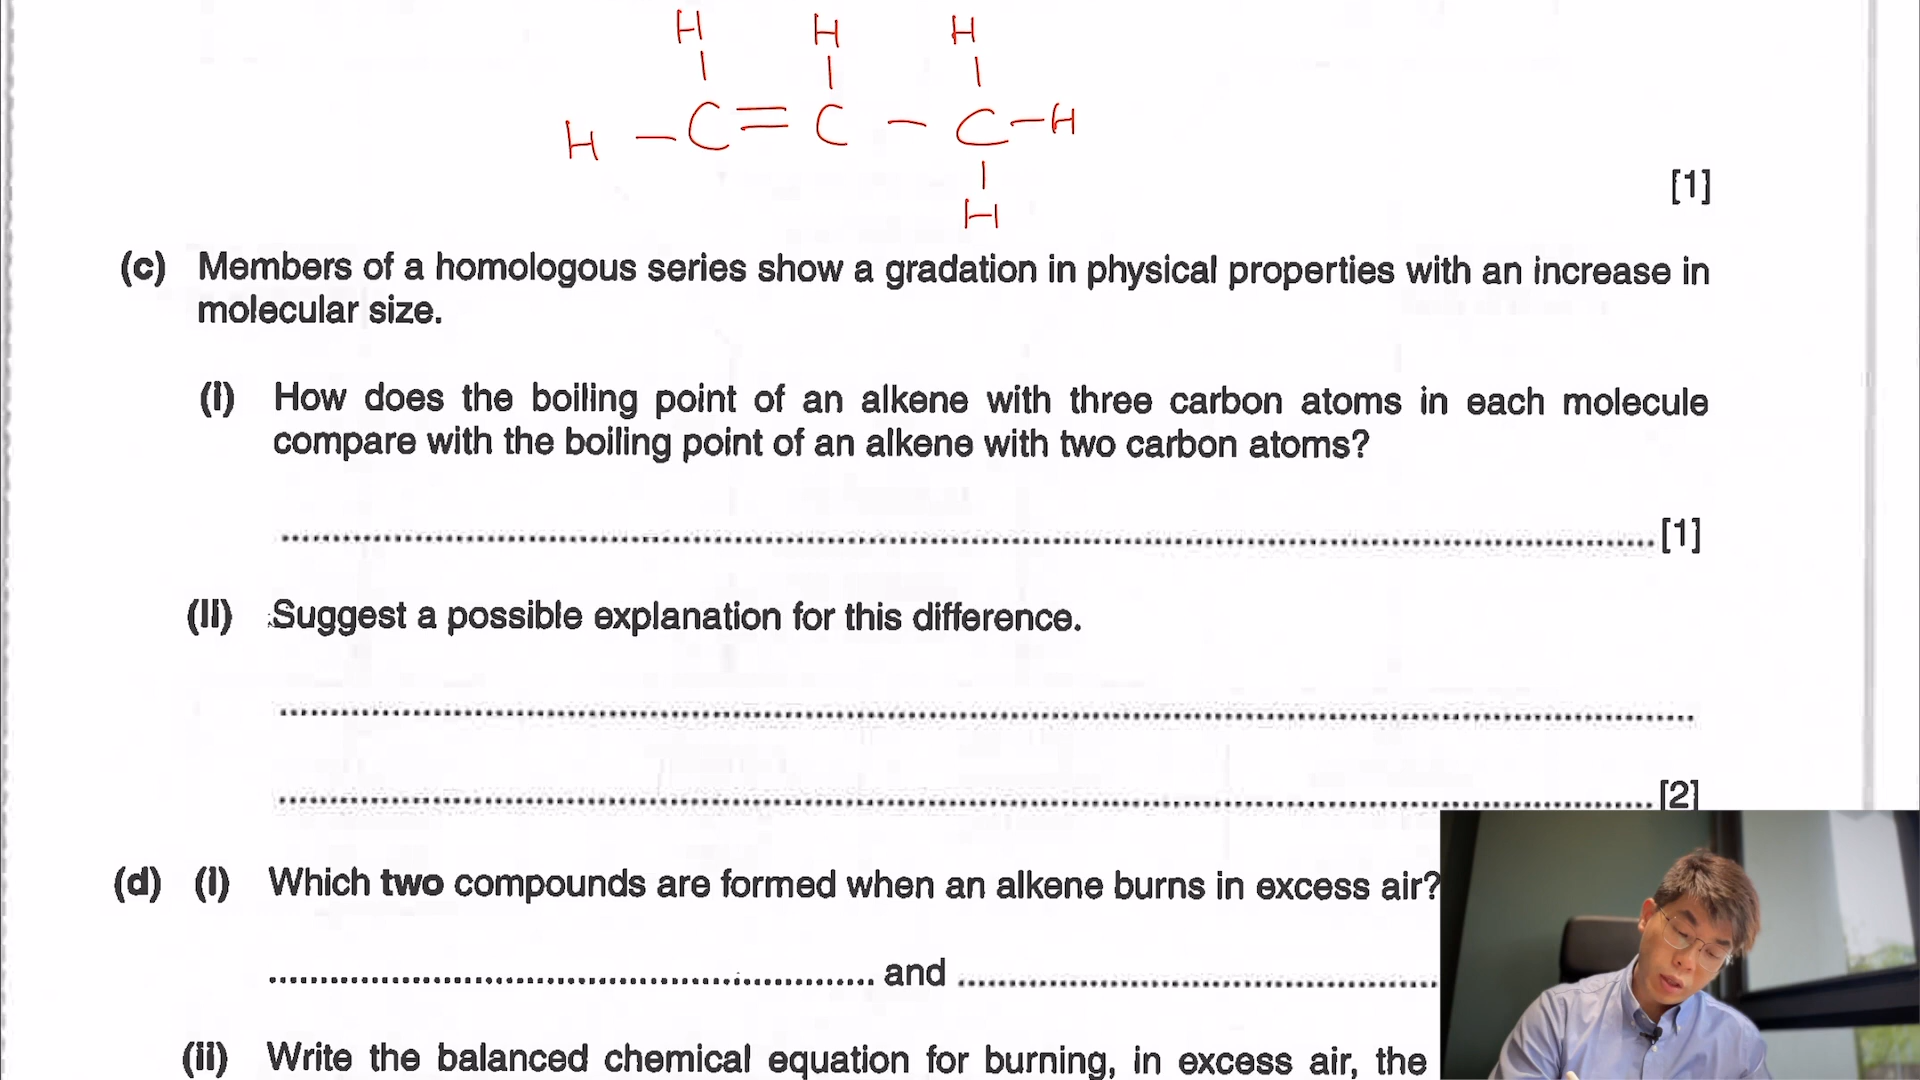 H H H
H - C = C - C - H
H
[1]
(c) Members of a homologous series show a gradation in physical properties with an increase in
molecular size.
(i) How does the boiling point of an alkene with three carbon atoms in each molecule
compare with the boiling point of an alkene with two carbon atoms?
[1]
(ii) Suggest a possible explanation for this difference.
[2]
(d) (i) Which two compounds are formed when an alkene burns in excess air?
and
(ii) Write the balanced chemical equation for burning, in excess air, the